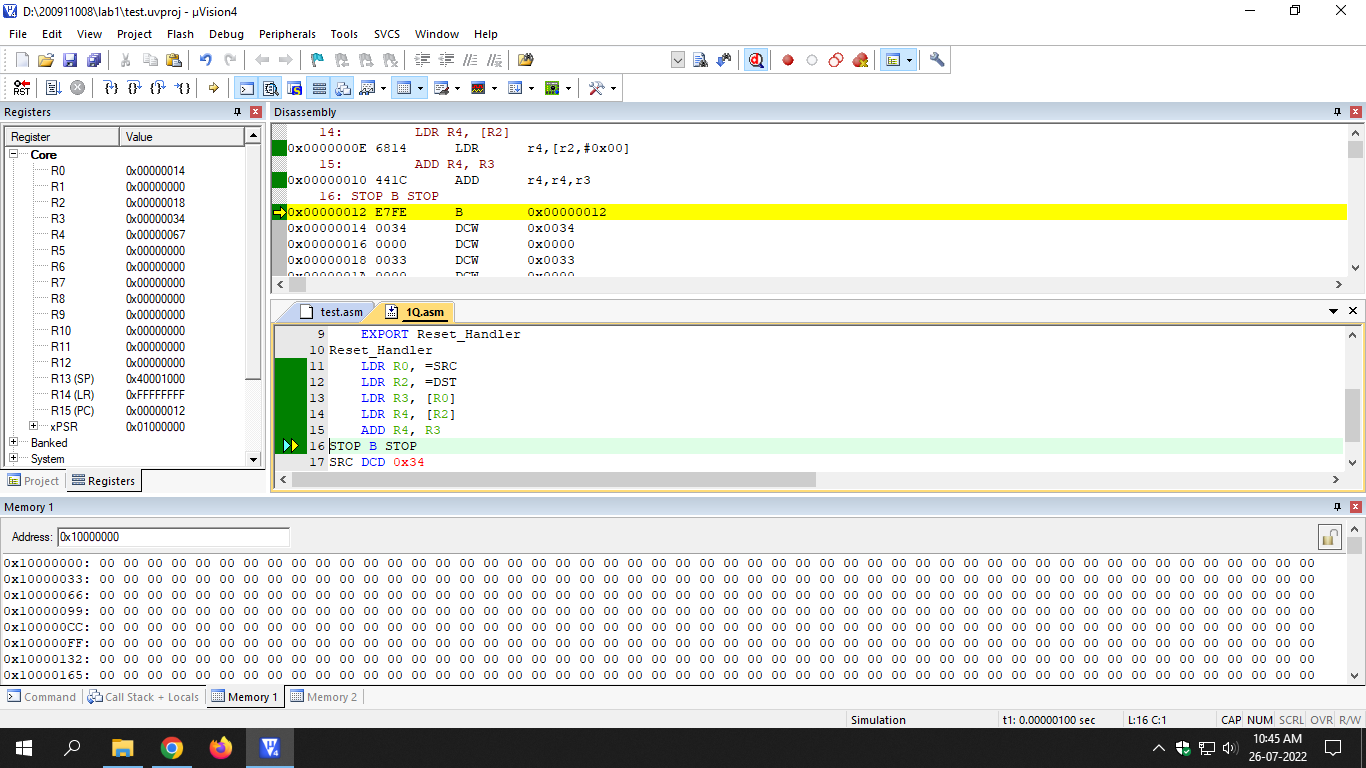 D:\200911008\lab1\test.uvproj - µVision4
File Edit View Project Flash Debug Peripherals Tools SVCS Window Help
RST
Registers
Disassembly
Register Value
Core
R0 0x00000014
R1 0x00000000
R2 0x00000018
R3 0x00000034
R4 0x00000067
R5 0x00000000
R6 0x00000000
R7 0x00000000
R8 0x00000000
R9 0x00000000
R10 0x00000000
R11 0x00000000
R12 0x00000000
R13 (SP) 0x40001000
R14 (LR) 0xFFFFFFFF
R15 (PC) 0x00000012
xPSR 0x01000000
Banked
System
Project Registers
14: LDR R4, [R2]
0x0000000E 6814 LDR r4,[r2,#0x00]
15: ADD R4, R3
0x00000010 441C ADD r4,r4,r3
16: STOP B STOP
0x00000012 E7FE B 0x00000012
0x00000014 0034 DCW 0x0034
0x00000016 0000 DCW 0x0000
0x00000018 0033 DCW 0x0033
0x0000001A 0000 DCW 0x0000
test.asm 1Q.asm
9 EXPORT Reset_Handler
10 Reset_Handler
11 LDR R0, =SRC
12 LDR R2, =DST
13 LDR R3, [R0]
14 LDR R4, [R2]
15 ADD R4, R3
16 STOP B STOP
17 SRC DCD 0x34
Memory 1
Address: 0x10000000
0x10000000: 00 00 00 00 00 00 00 00 00 00 00 00 00 00 00 00 00 00 00 00 00 00 00 00 00 00 00 00 00 00 00 00 00 00 00 00 00 00 00 00 00 00 00 00 00 00 00 00 00 00 00
0x10000033: 00 00 00 00 00 00 00 00 00 00 00 00 00 00 00 00 00 00 00 00 00 00 00 00 00 00 00 00 00 00 00 00 00 00 00 00 00 00 00 00 00 00 00 00 00 00 00 00 00 00 00
0x10000066: 00 00 00 00 00 00 00 00 00 00 00 00 00 00 00 00 00 00 00 00 00 00 00 00 00 00 00 00 00 00 00 00 00 00 00 00 00 00 00 00 00 00 00 00 00 00 00 00 00 00 00
0x10000099: 00 00 00 00 00 00 00 00 00 00 00 00 00 00 00 00 00 00 00 00 00 00 00 00 00 00 00 00 00 00 00 00 00 00 00 00 00 00 00 00 00 00 00 00 00 00 00 00 00 00 00
0x100000CC: 00 00 00 00 00 00 00 00 00 00 00 00 00 00 00 00 00 00 00 00 00 00 00 00 00 00 00 00 00 00 00 00 00 00 00 00 00 00 00 00 00 00 00 00 00 00 00 00 00 00 00
0x100000FF: 00 00 00 00 00 00 00 00 00 00 00 00 00 00 00 00 00 00 00 00 00 00 00 00 00 00 00 00 00 00 00 00 00 00 00 00 00 00 00 00 00 00 00 00 00 00 00 00 00 00 00
0x10000132: 00 00 00 00 00 00 00 00 00 00 00 00 00 00 00 00 00 00 00 00 00 00 00 00 00 00 00 00 00 00 00 00 00 00 00 00 00 00 00 00 00 00 00 00 00 00 00 00 00 00 00
0x10000165: 00 00 00 00 00 00 00 00 00 00 00 00 00 00 00 00 00 00 00 00 00 00 00 00 00 00 00 00 00 00 00 00 00 00 00 00 00 00 00 00 00 00 00 00 00 00 00 00 00 00 00
Command Call Stack + Locals Memory 1 Memory 2
Simulation t1: 0.00000100 sec L:16 C:1 CAP NUM SCRL OVR R/W
10:45 AM
26-07-2022